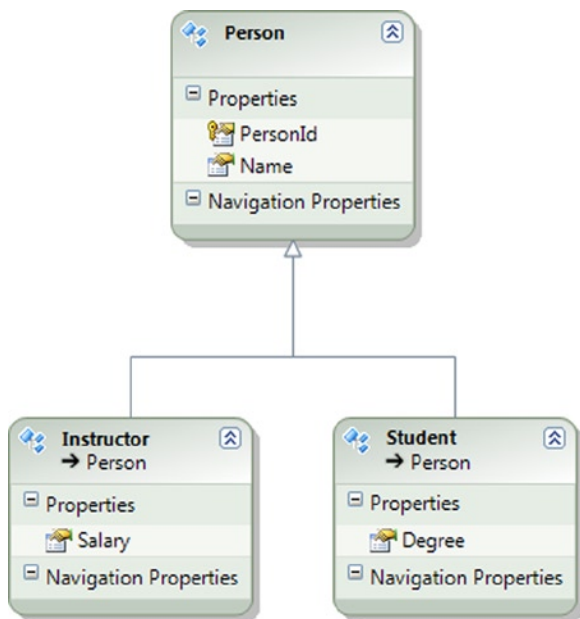 Person
Properties
PersonId
Name
Navigation Properties
Instructor
→ Person
Properties
Salary
Navigation Properties
Student
→ Person
Properties
Degree
Navigation Properties